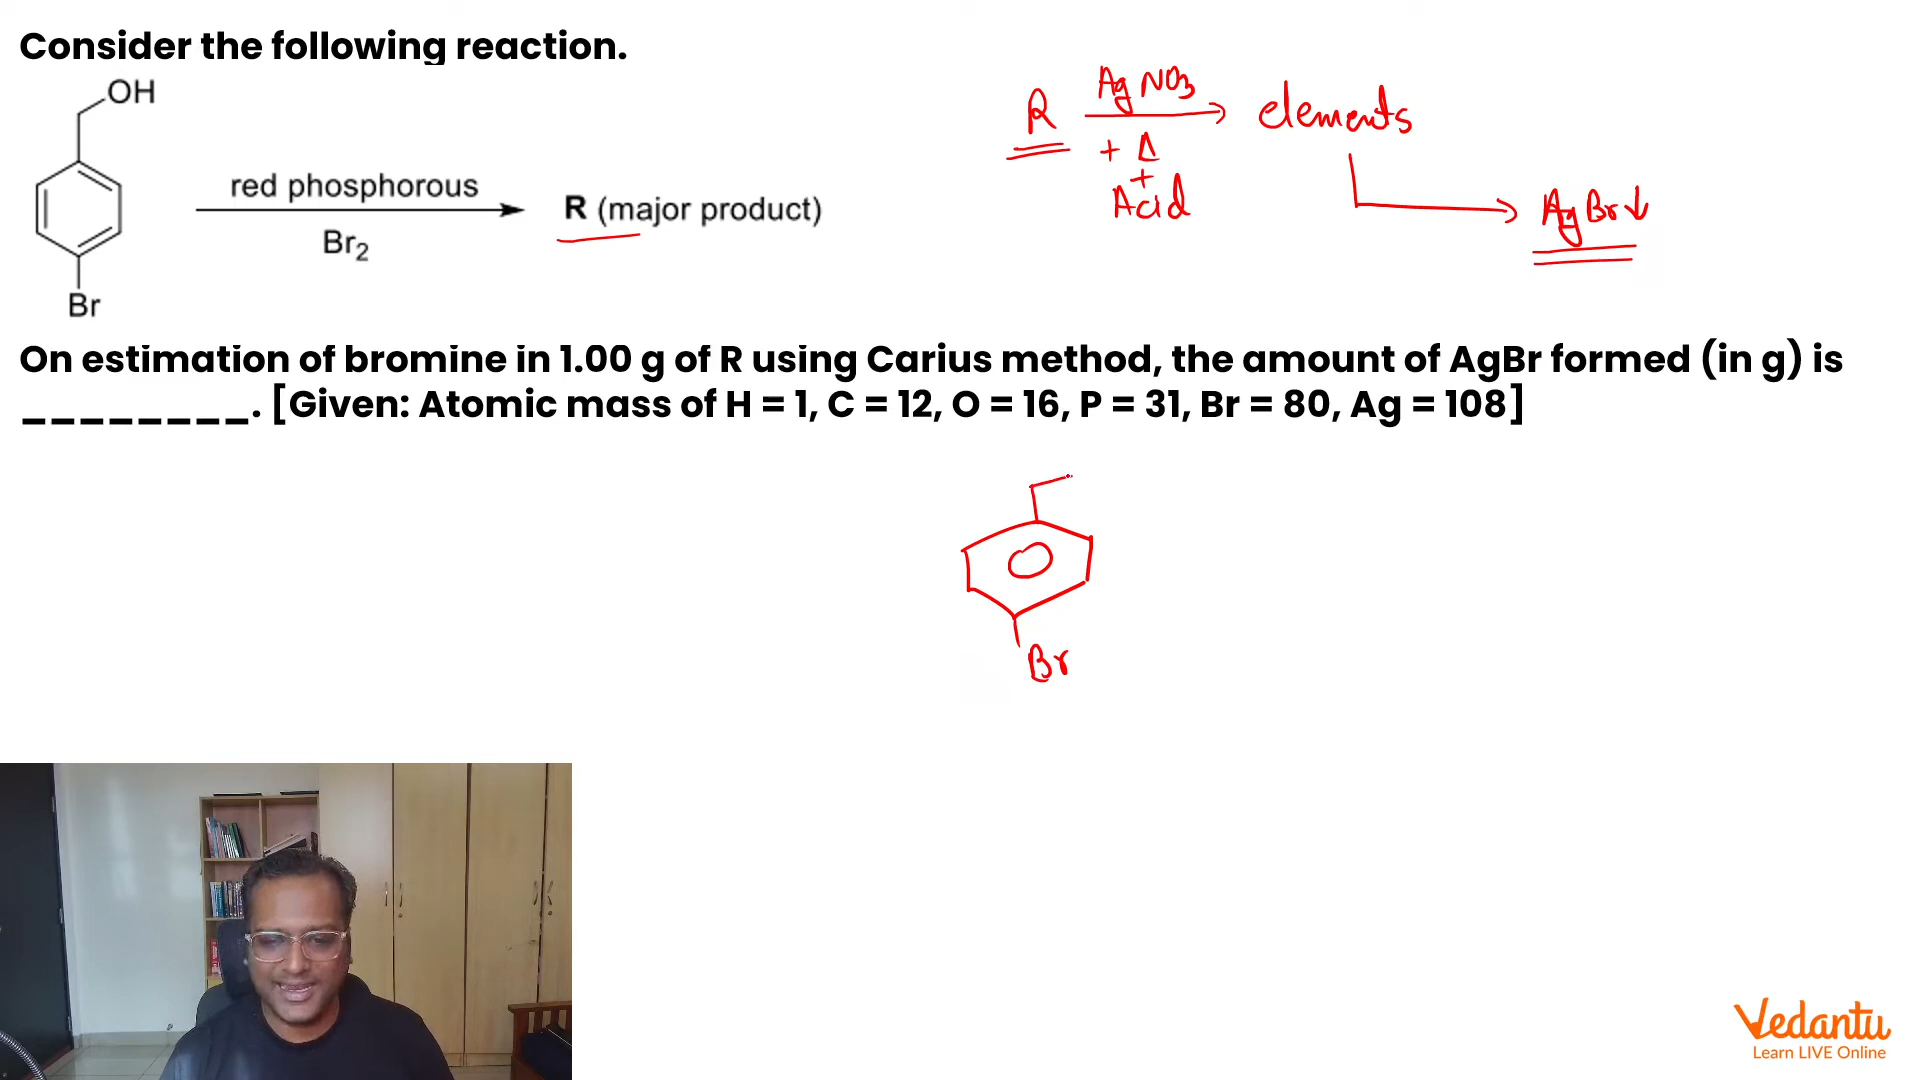 Consider the following reaction.
OH
red phosphorous
Br2
R (major product)
Br
R AgNO3 elements
+ Δ
+
Acid
AgBr↓
On estimation of bromine in 1.00 g of R using Carius method, the amount of AgBr formed (in g) is
________. [Given: Atomic mass of H = 1, C = 12, O = 16, P = 31, Br = 80, Ag = 108]
Br
Vedantu
Learn LIVE Online